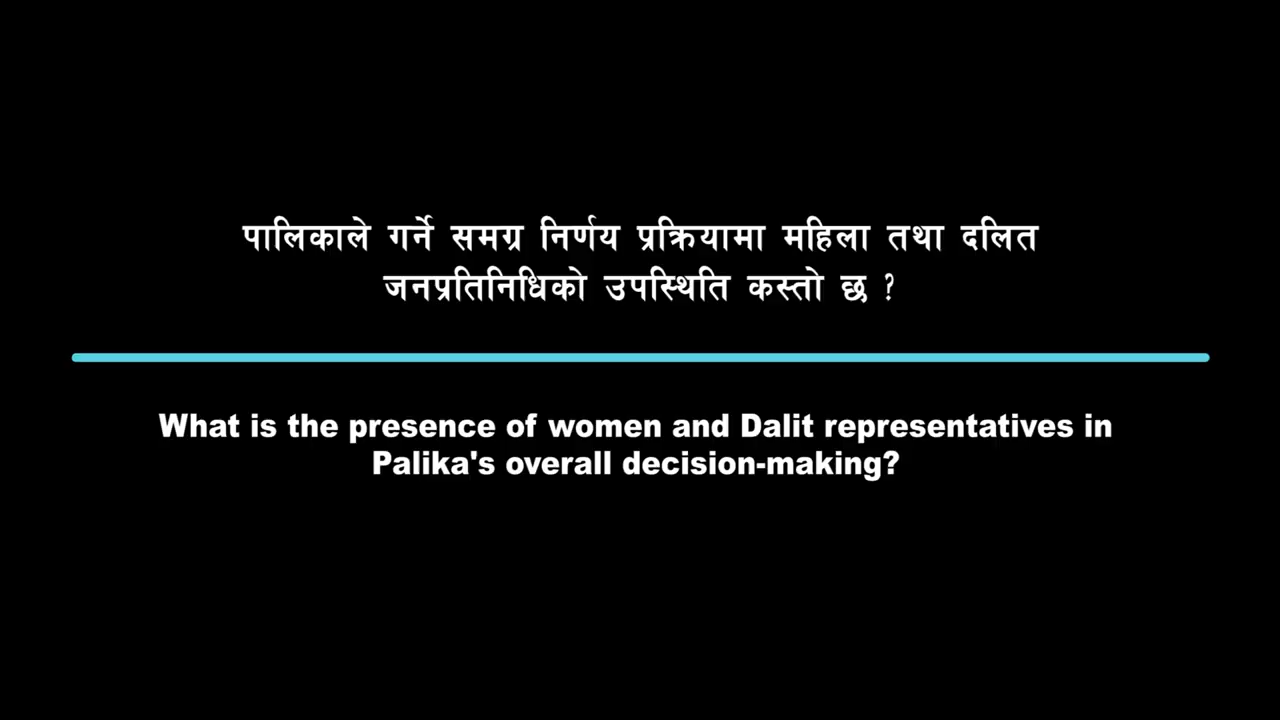 पालिकाले गर्ने समग्र निर्णय प्रक्रियामा महिला तथा दलित
जनप्रतिनिधिको उपस्थिति कस्तो छ ?
What is the presence of women and Dalit representatives in
Palika's overall decision-making?